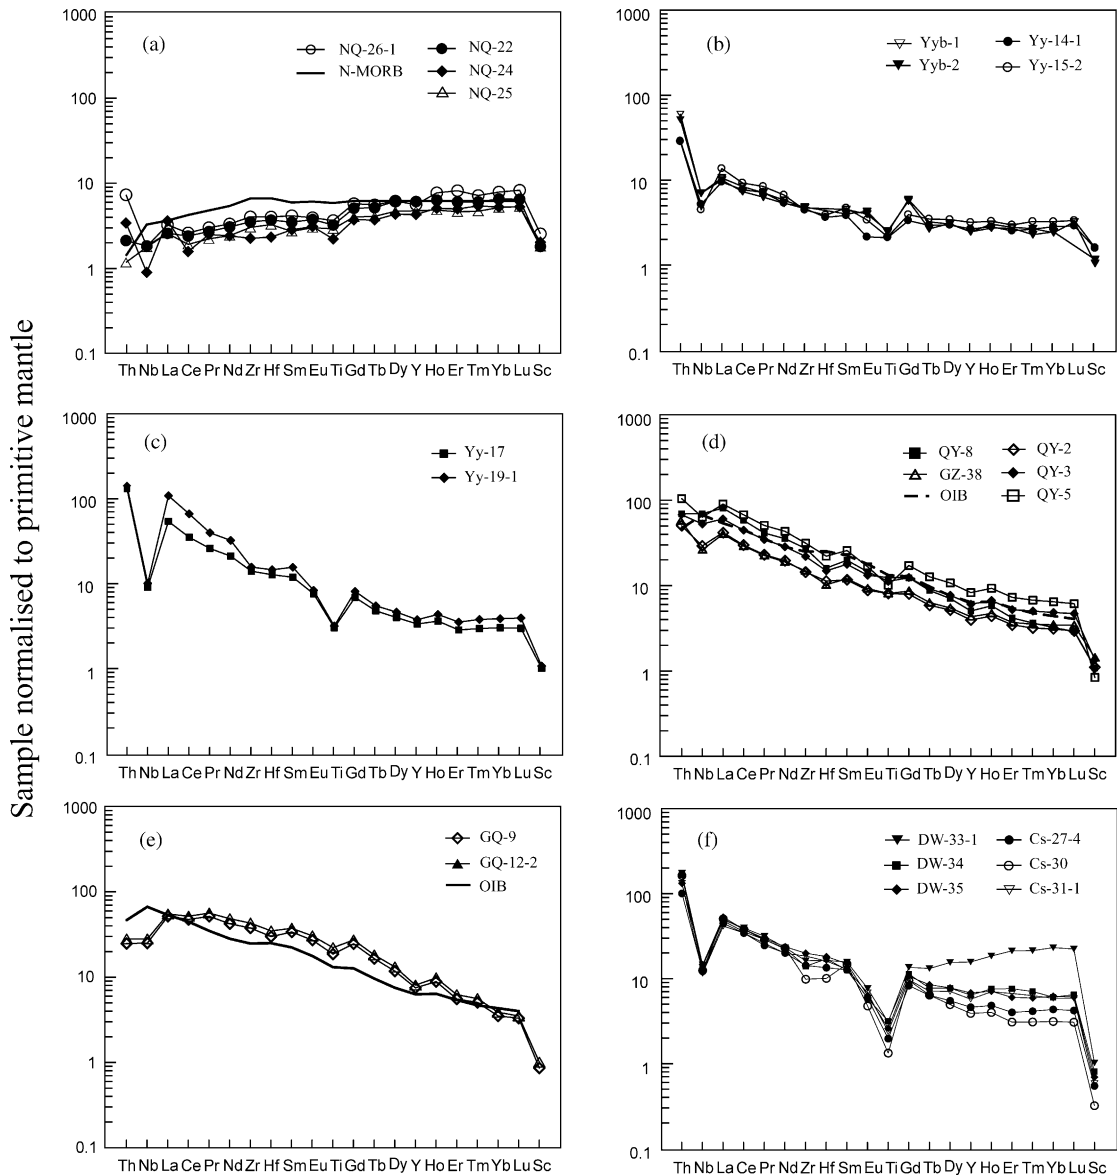 Sample normalised to primitive mantle
(a)
NQ-26-1 NQ-22
N-MORB NQ-24
NQ-25
1000
100
10
1
0.1
Th Nb La Ce Pr Nd Zr Hf Sm Eu Ti Gd Tb Dy Y Ho Er Tm Yb Lu Sc
(b)
Yyb-1 Yy-14-1
Yyb-2 Yy-15-2
1000
100
10
1
0.1
Th Nb La Ce Pr Nd Zr Hf Sm Eu Ti Gd Tb Dy Y Ho Er Tm Yb Lu Sc
(c)
Yy-17
Yy-19-1
1000
100
10
1
0.1
Th Nb La Ce Pr Nd Zr Hf Sm Eu Ti Gd Tb Dy Y Ho Er Tm Yb Lu Sc
(d)
QY-8 QY-2
GZ-38 QY-3
OIB QY-5
1000
100
10
1
0.1
Th Nb La Ce Pr Nd Zr Hf Sm Eu Ti Gd Tb Dy Y Ho Er Tm Yb Lu Sc
(e)
GQ-9
GQ-12-2
OIB
1000
100
10
1
0.1
Th Nb La Ce Pr Nd Zr Hf Sm Eu Ti Gd Tb Dy Y Ho Er Tm Yb Lu Sc
(f)
DW-33-1 Cs-27-4
DW-34 Cs-30
DW-35 Cs-31-1
1000
100
10
1
0.1
Th Nb La Ce Pr Nd Zr Hf Sm Eu Ti Gd Tb Dy Y Ho Er Tm Yb Lu Sc